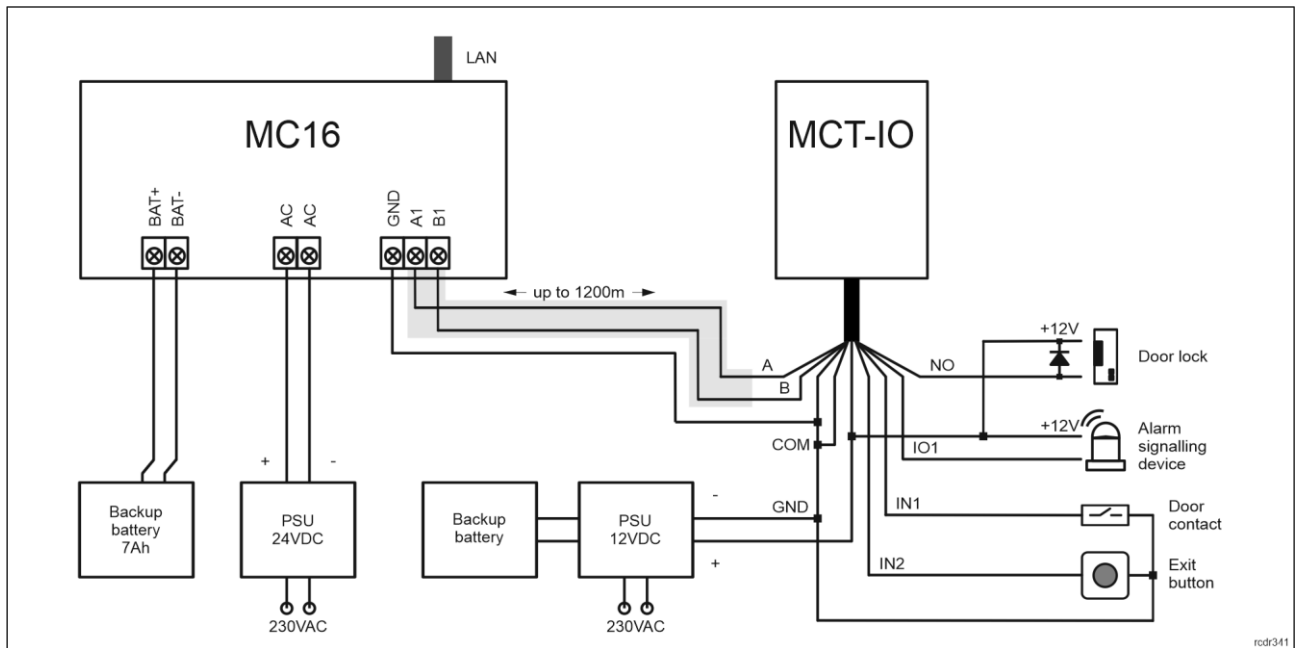 LAN
MC16
MCT-IO
BAT+
BAT-
AC
AC
GND
A1
B1
up to 1200m
+12V
Door lock
A
NO
B
+12V
Alarm
signalling
device
COM
IO1
+
-
-
GND
IN1
Door
contact
Backup
battery
7Ah
PSU
24VDC
Backup
battery
PSU
12VDC
+
IN2
Exit
button
230VAC
230VAC
rcdr341